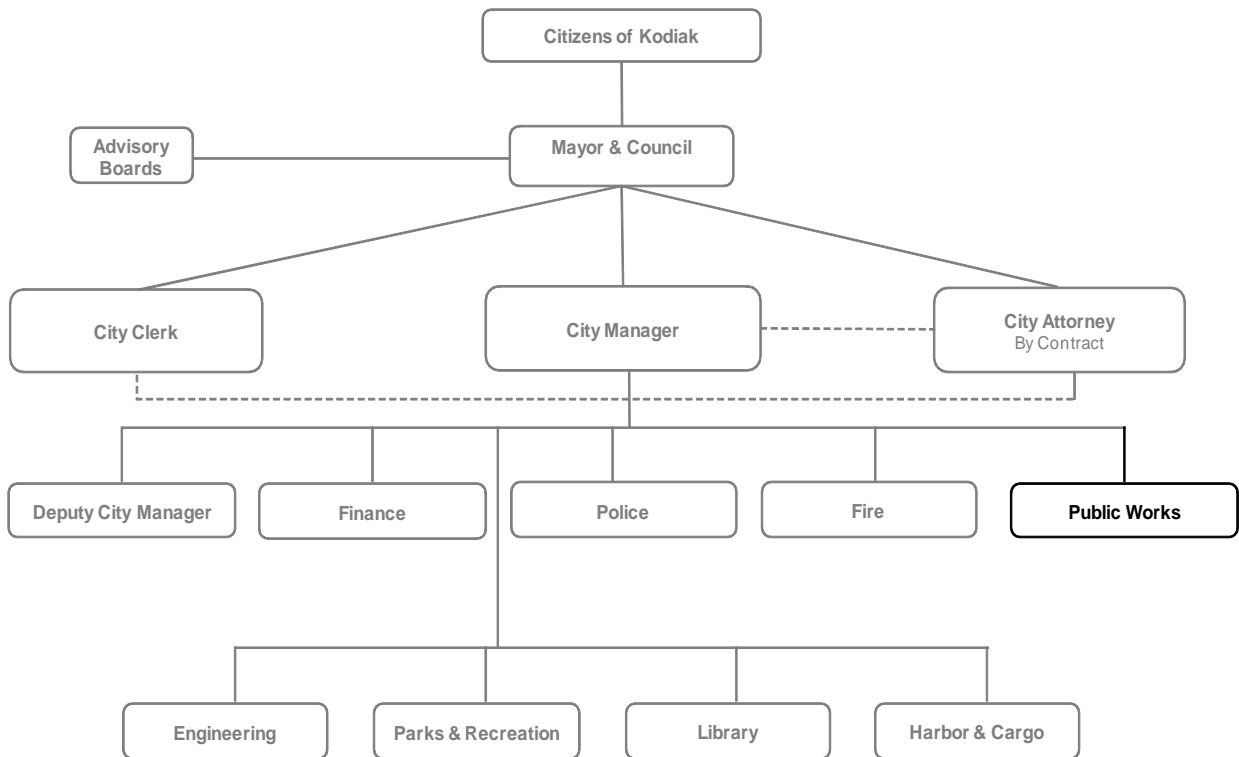 Citizens of Kodiak
Advisory
Boards
Mayor & Council
City Clerk
City Manager
City Attorney
By Contract
Deputy City Manager
Finance
Police
Fire
Public Works
Engineering
Parks & Recreation
Library
Harbor & Cargo